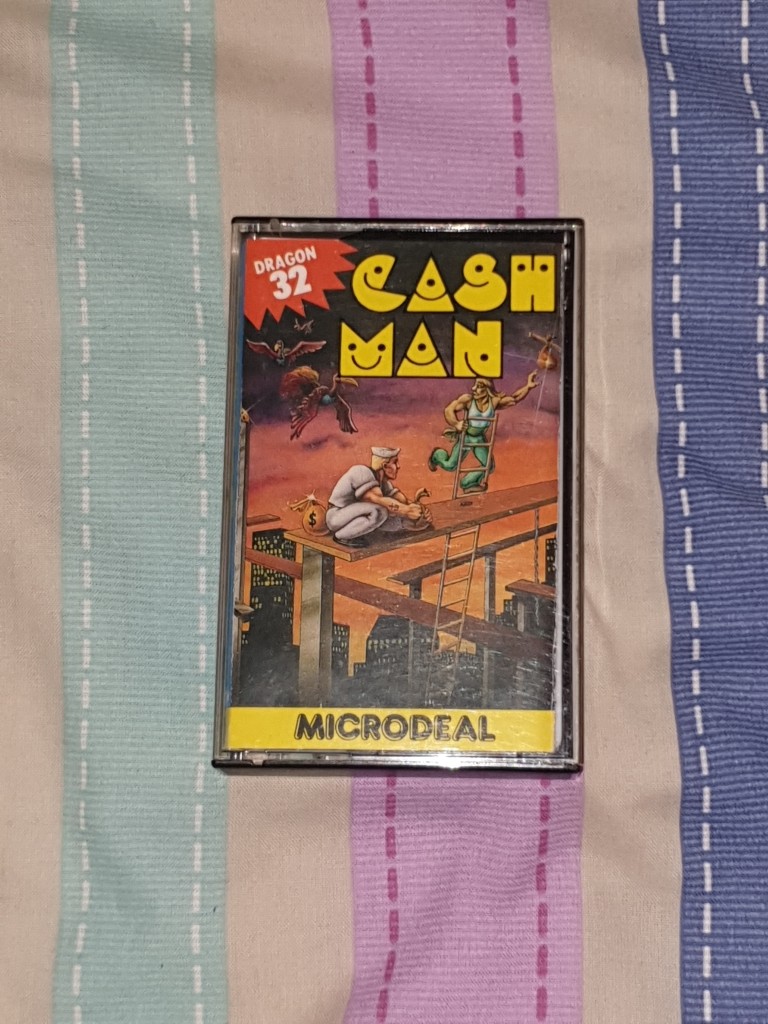 DRAGON
32
CASH
MAN
$
MICRODEAL